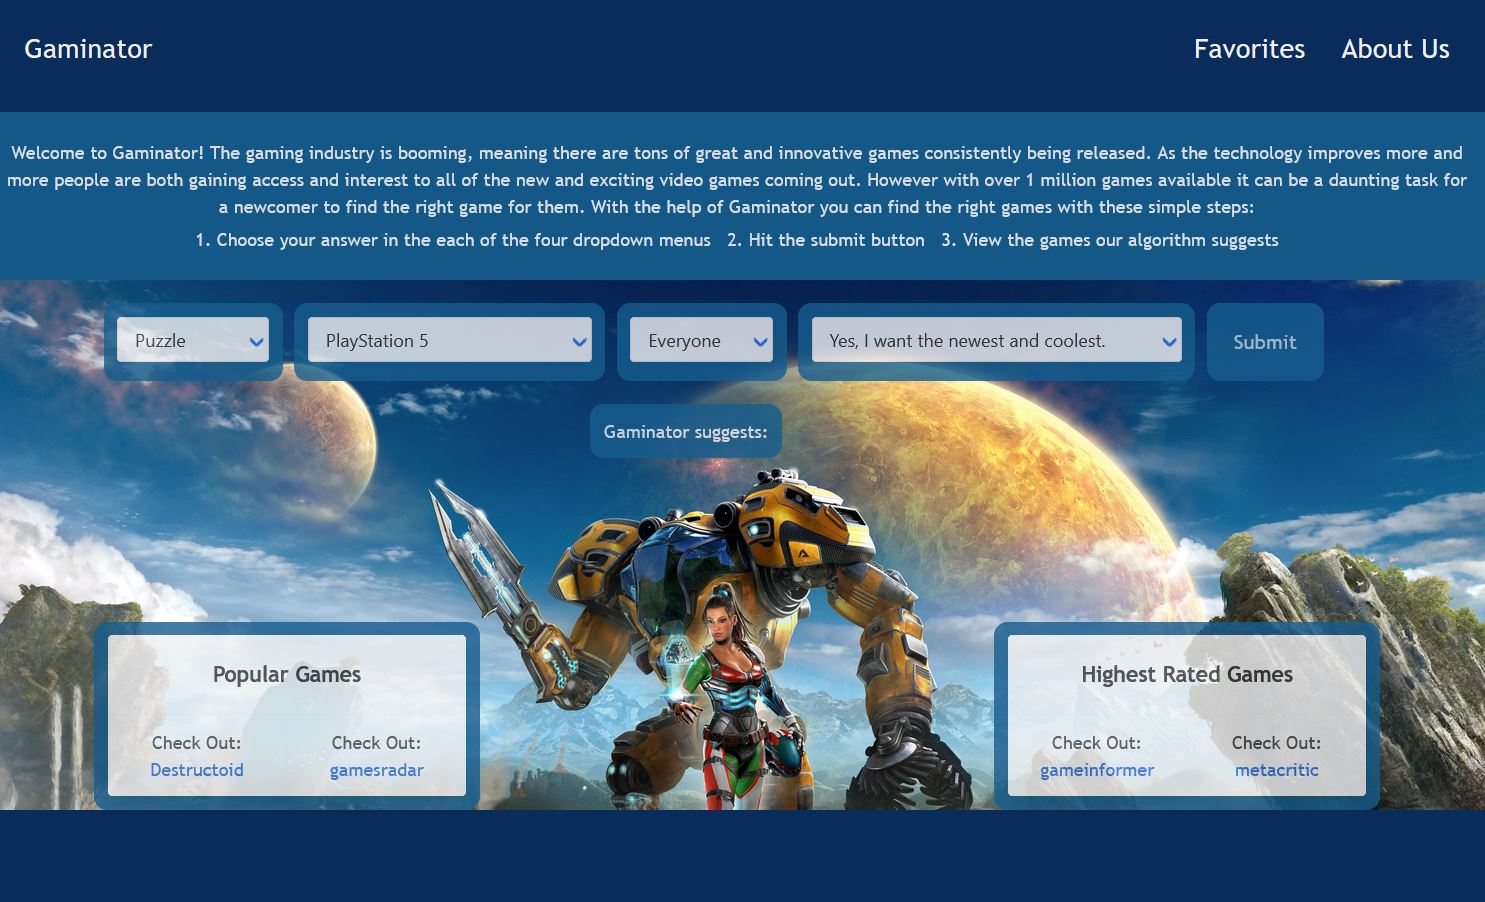 Gaminator
Favorites
About Us
Welcome to Gaminator! The gaming industry is booming, meaning there are tons of great and innovative games consistently being released. As the technology improves more and
more people are both gaining access and interest to all of the new and exciting video games coming out. However with over 1 million games available it can be a daunting task for
a newcomer to find the right game for them. With the help of Gaminator you can find the right games with these simple steps:
1. Choose your answer in the each of the four dropdown menus 2. Hit the submit button 3. View the games our algorithm suggests
Puzzle
PlayStation 5
Everyone
Yes, I want the newest and coolest.
Submit
Gaminator suggests:
Popular Games
Check Out:
Destructoid
Check Out:
gamesradar
Highest Rated Games
Check Out:
gameinformer
Check Out:
metacritic